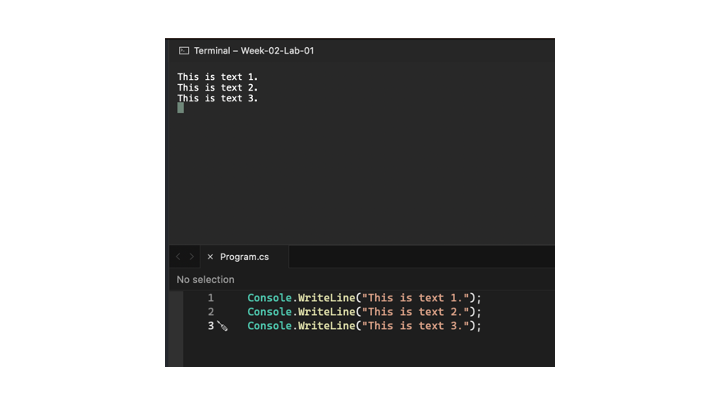 Terminal – Week-02-Lab-01
This is text 1.
This is text 2.
This is text 3.
Program.cs
No selection
1 Console.WriteLine("This is text 1.");
2 Console.WriteLine("This is text 2.");
3 Console.WriteLine("This is text 3.");